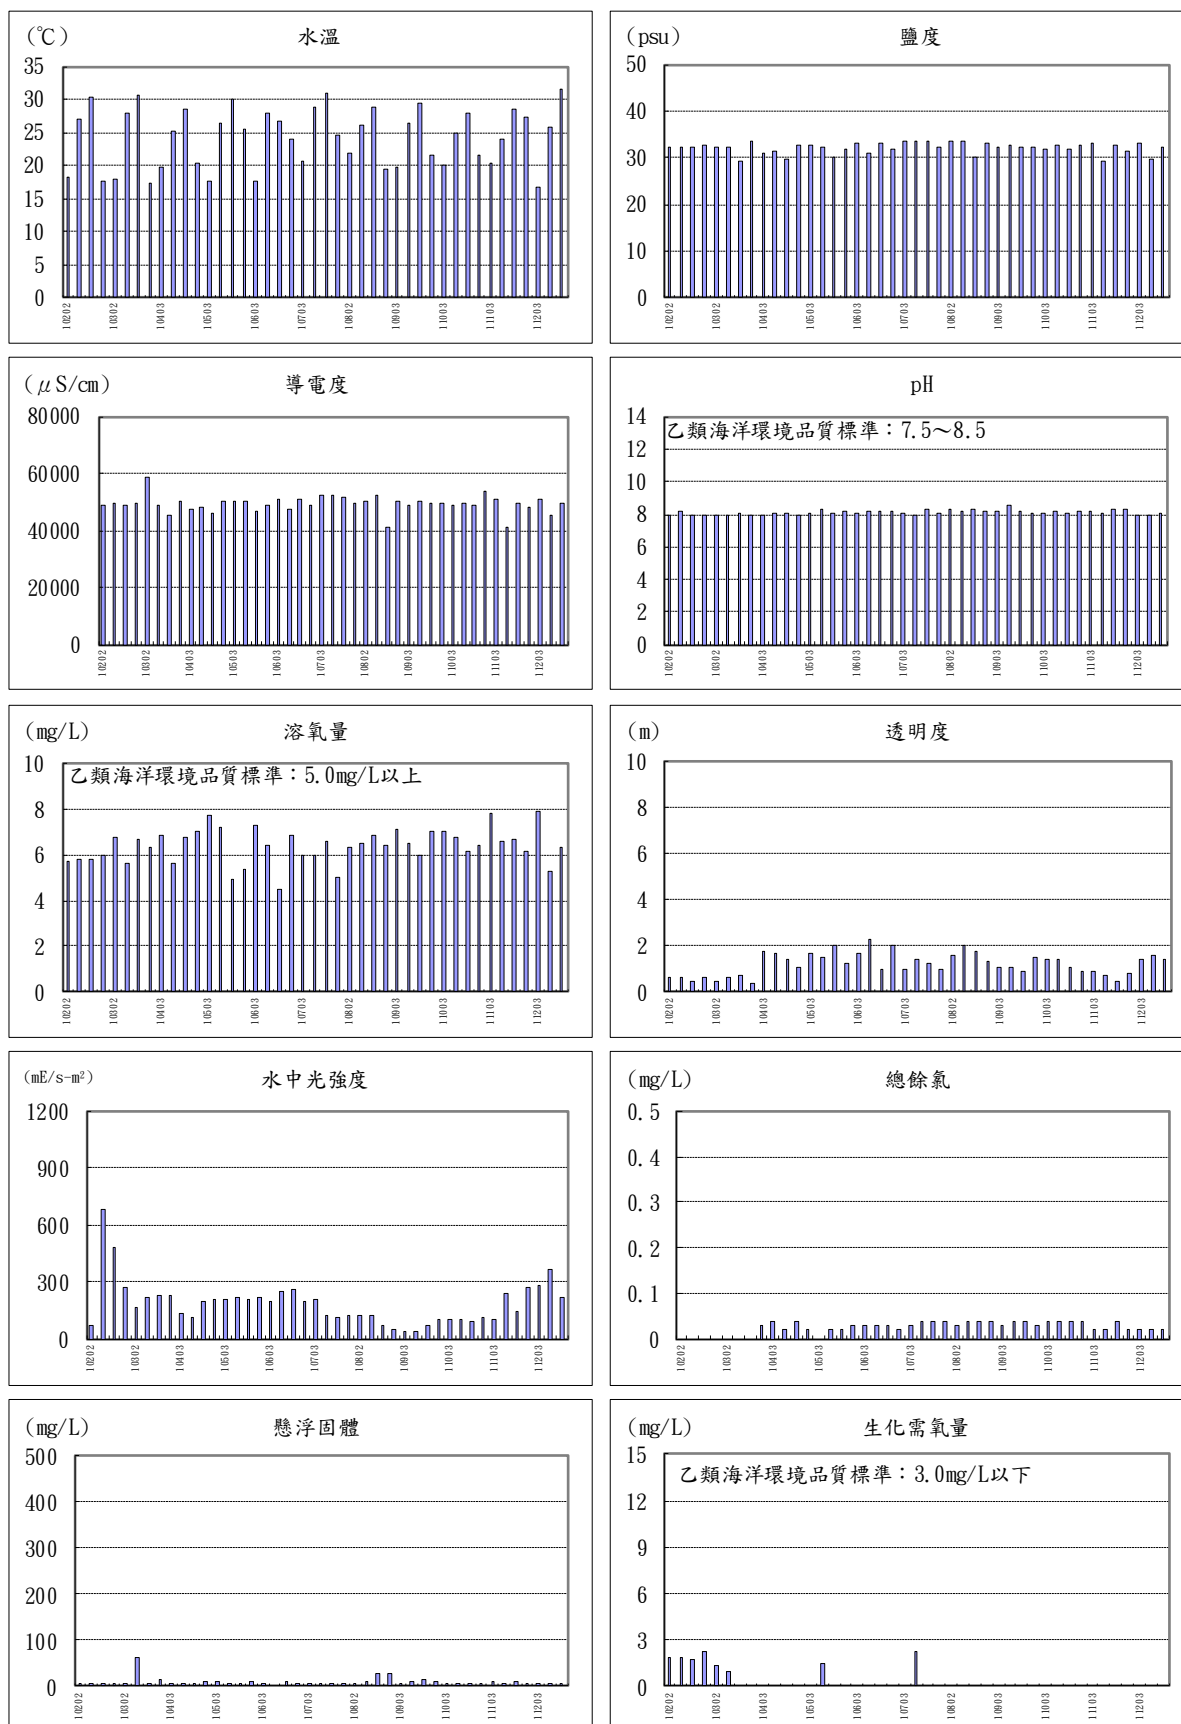 (℃) 水溫
35
30
25
20
15
10
5
0
10202 10302 10403 10503 10603 10703 10802 10903 11003 11103 11203
(psu) 鹽度
50
40
30
20
10
0
10202 10302 10403 10503 10603 10703 10802 10903 11003 11103 11203
(μS/cm) 導電度
80000
60000
40000
20000
0
10202 10302 10403 10503 10603 10703 10802 10903 11003 11103 11203
pH
乙類海洋環境品質標準：7.5～8.5
14
12
10
8
6
4
2
0
10202 10302 10403 10503 10603 10703 10802 10903 11003 11103 11203
(mg/L) 溶氧量
乙類海洋環境品質標準：5.0mg/L以上
10
8
6
4
2
0
10202 10302 10403 10503 10603 10703 10802 10903 11003 11103 11203
(m) 透明度
10
8
6
4
2
0
10202 10302 10403 10503 10603 10703 10802 10903 11003 11103 11203
(mE/s-m²) 水中光強度
1200
900
600
300
0
10202 10302 10403 10503 10603 10703 10802 10903 11003 11103 11203
(mg/L) 總餘氯
0.5
0.4
0.3
0.2
0.1
0
10202 10302 10403 10503 10603 10703 10802 10903 11003 11103 11203
(mg/L) 懸浮固體
500
400
300
200
100
0
10202 10302 10403 10503 10603 10703 10802 10903 11003 11103 11203
(mg/L) 生化需氧量
乙類海洋環境品質標準：3.0mg/L以下
15
12
9
6
3
0
10202 10302 10403 10503 10603 10703 10802 10903 11003 11103 11203